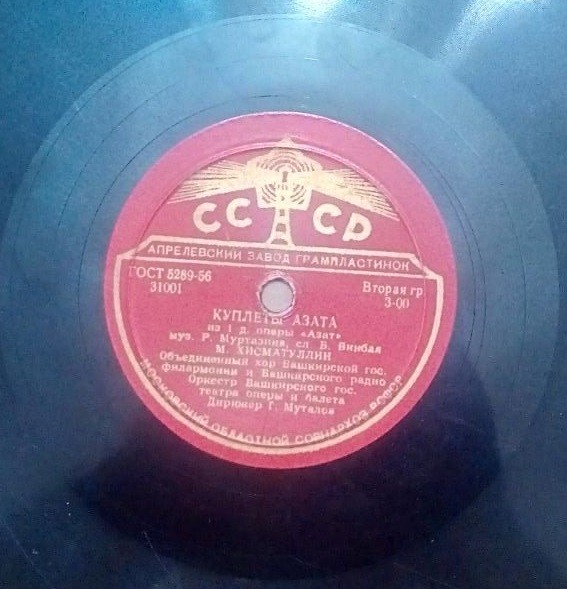 СССР
АПРЕЛЕВСКИЙ ЗАВОД ГРАМПЛАСТИНОК
ГОСТ 5289-56
31001
Вторая гр
3-00
КУПЛЕТЫ АЗАТА
из 1 д. оперы «Азат»
муз. Р. Муртазина, сл. Б. Бикбая
М. ХИСМАТУЛЛИН
Объединенный хор Башкирской гос.
филармонии и Башкирского радио
Оркестр Башкирского гос.
театра оперы и балета
Дирижер Г. Муталов
МОСКОВСКИЙ ОБЛАСТНОЙ СОВНАРХОЗ РСФСР